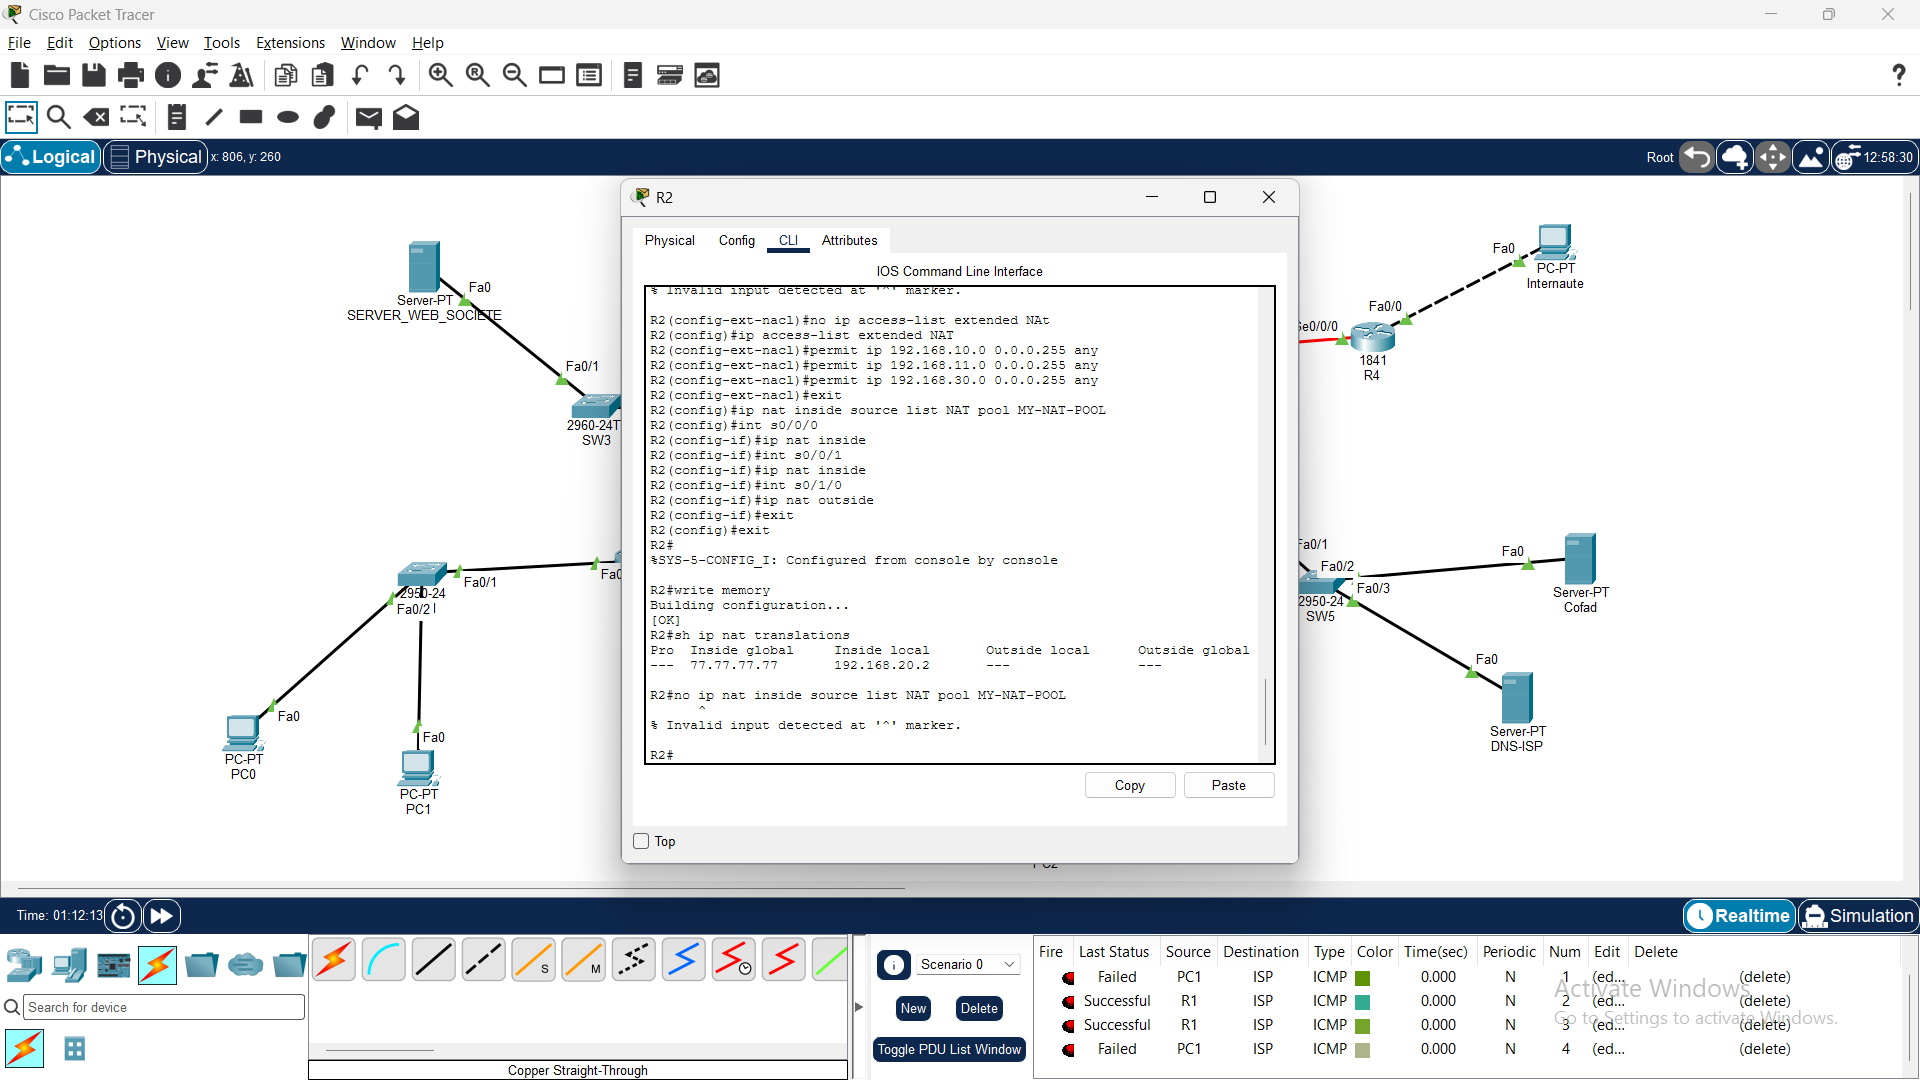 Cisco Packet Tracer
File Edit Options View Tools Extensions Window Help
Logical Physical x: 806, y: 260 Root 12:58:30
R2
Physical Config CLI Attributes
IOS Command Line Interface
% Invalid input detected at '^' marker.
R2(config-ext-nacl)#no ip access-list extended NAt
R2(config)#ip access-list extended NAT
R2(config-ext-nacl)#permit ip 192.168.10.0 0.0.0.255 any
R2(config-ext-nacl)#permit ip 192.168.11.0 0.0.0.255 any
R2(config-ext-nacl)#permit ip 192.168.30.0 0.0.0.255 any
R2(config-ext-nacl)#exit
R2(config)#ip nat inside source list NAT pool MY-NAT-POOL
R2(config)#int s0/0/0
R2(config-if)#ip nat inside
R2(config-if)#int s0/0/1
R2(config-if)#ip nat inside
R2(config-if)#int s0/1/0
R2(config-if)#ip nat outside
R2(config-if)#exit
R2(config)#exit
R2#
%SYS-5-CONFIG_I: Configured from console by console
R2#write memory
Building configuration...
[OK]
R2#sh ip nat translations
Pro Inside global Inside local Outside local Outside global
--- 77.77.77.77 192.168.20.2 --- ---
R2#no ip nat inside source list NAT pool MY-NAT-POOL
^
% Invalid input detected at '^' marker.
R2#
Copy Paste
Top
Fa0
Server-PT
SERVER_WEB_SOCIETE
Fa0/1
2960-24T
SW3
Fa0/1
2950-24
Fa0/2
Fa0
PC-PT
PC0
Fa0
PC-PT
PC1
Fa0
PC-PT
Internaute
Fa0/0
Se0/0/0
1841
R4
Fa0/1
Fa0/2
Fa0/3
2950-24
SW5
Fa0
Server-PT
Cofad
Fa0
Server-PT
DNS-ISP
PC2
Time: 01:12:13 Realtime Simulation
Search for device
Copper Straight-Through
Scenario 0
New Delete
Toggle PDU List Window
Fire Last Status Source Destination Type Color Time(sec) Periodic Num Edit Delete
Failed PC1 ISP ICMP 0.000 N 1 (ed... (delete)
Successful R1 ISP ICMP 0.000 N 2 (ed... (delete)
Successful R1 ISP ICMP 0.000 N 3 (ed... (delete)
Failed PC1 ISP ICMP 0.000 N 4 (ed... (delete)
Activate Windows
Go to Settings to activate Windows.